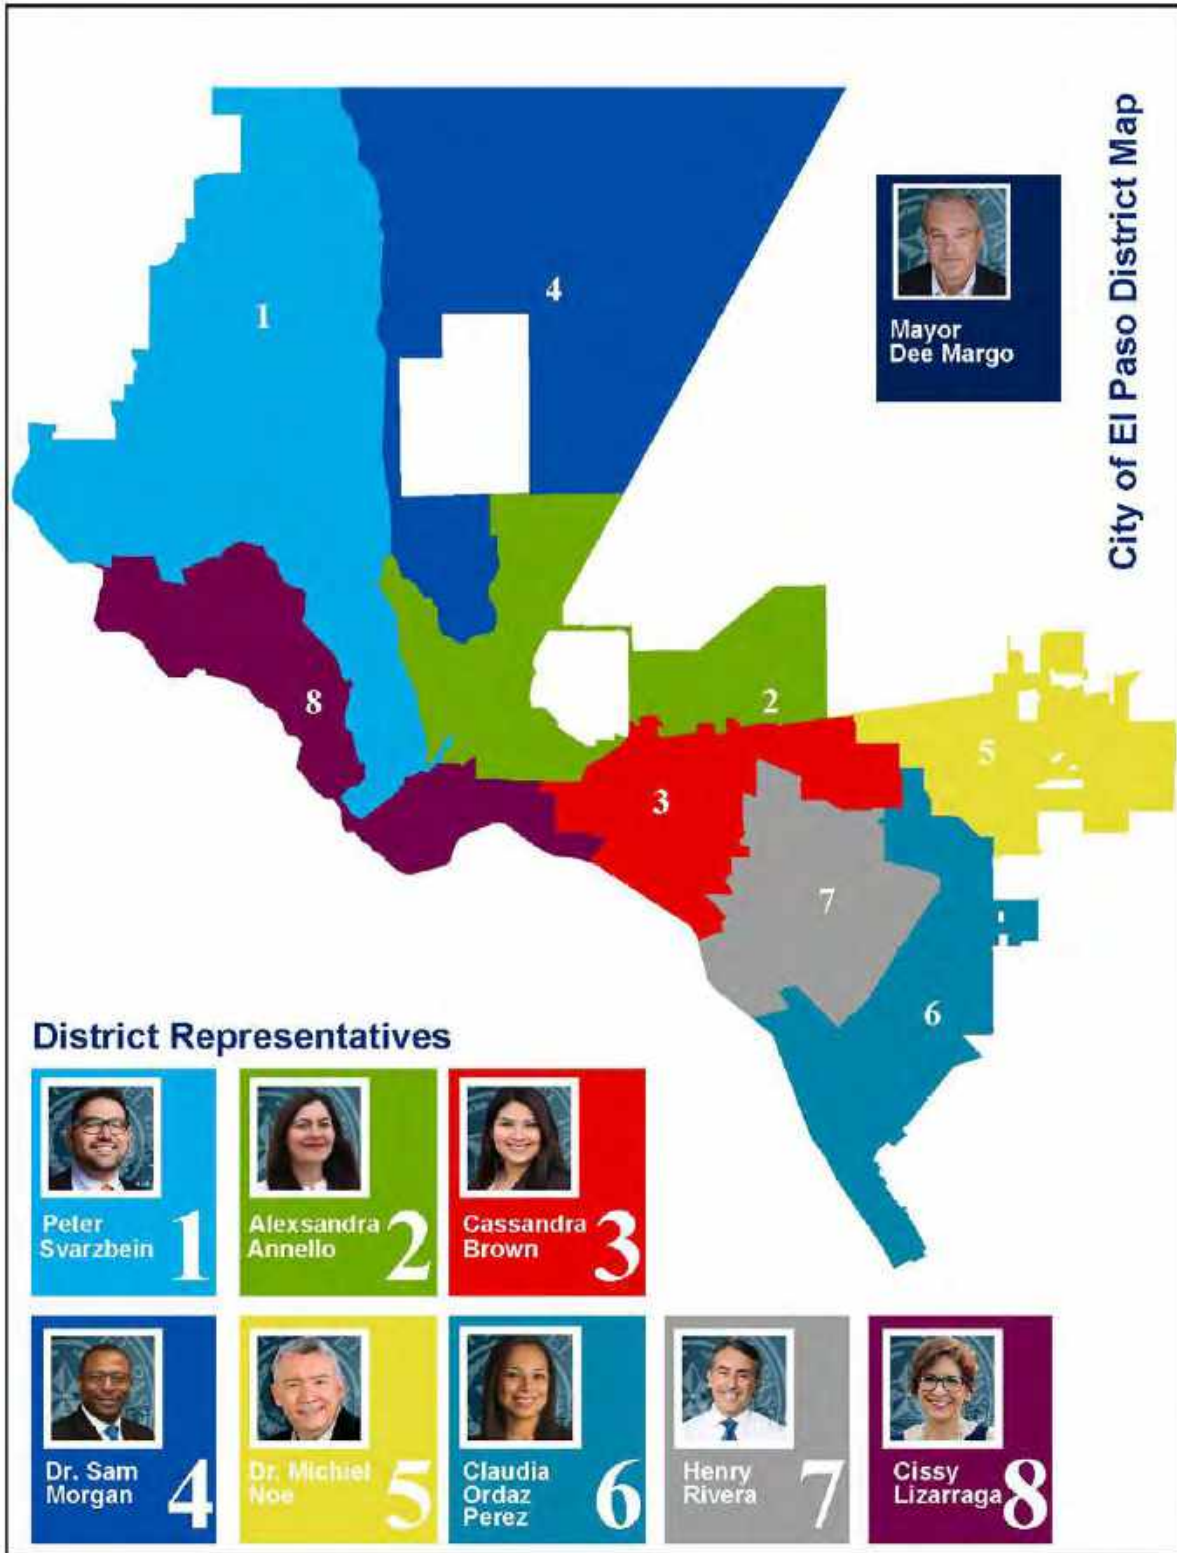 City of El Paso District Map
Mayor
Dee Margo
1
4
8
2
5
3
7
6
District Representatives
Peter
Svarzbein
1
Alexsandra
Annello
2
Cassandra
Brown
3
Dr. Sam
Morgan
4
Dr. Michiel
Noe
5
Claudia
Ordaz
Perez
6
Henry
Rivera
7
Cissy
Lizarraga
8